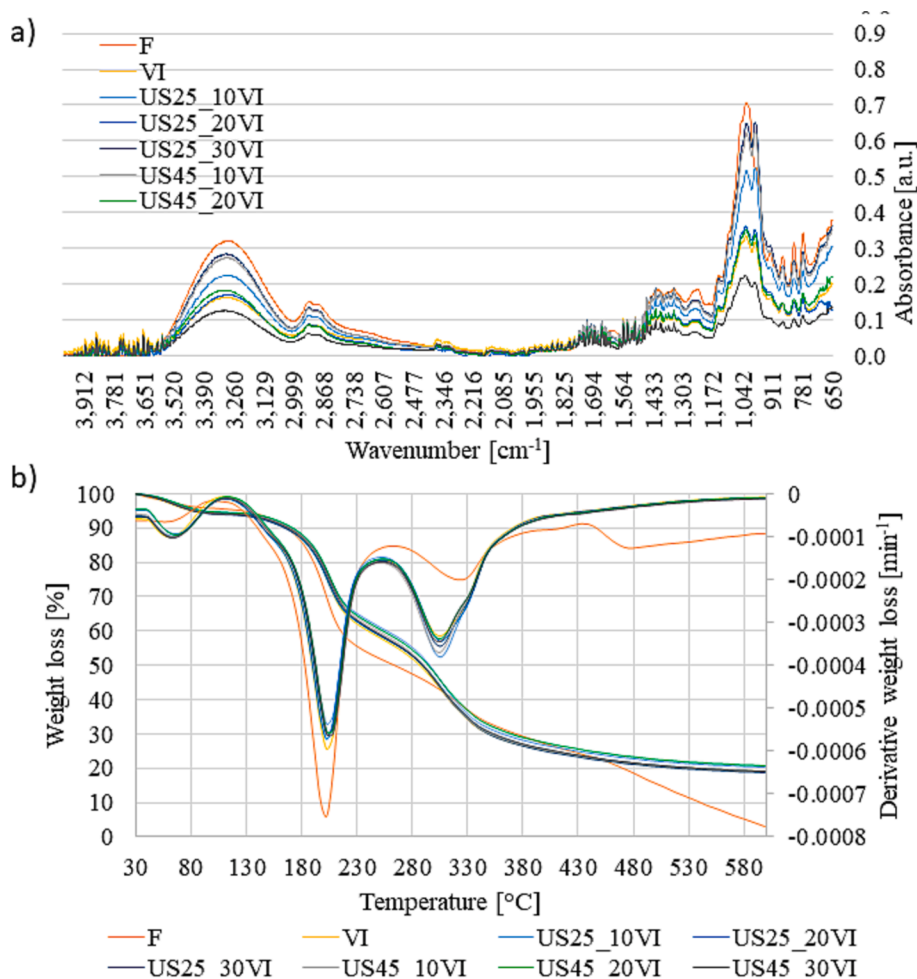 a)
F
VI
US25_10VI
US25_20VI
US25_30VI
US45_10VI
US45_20VI
0.9
0.8
0.7
0.6
0.5
0.4
0.3
0.2
0.1
0.0
Absorbance [a.u.]
3,912 3,781 3,651 3,520 3,390 3,260 3,129 2,999 2,868 2,738 2,607 2,477 2,346 2,216 2,085 1,955 1,825 1,694 1,564 1,433 1,303 1,172 1,042 911 781 650
Wavenumber [cm-1]
b)
100
90
80
70
60
50
40
30
20
10
0
Weight loss [%]
0
-0.0001
-0.0002
-0.0003
-0.0004
-0.0005
-0.0006
-0.0007
-0.0008
Derivative weight loss [min-1]
30 80 130 180 230 280 330 380 430 480 530 580
Temperature [°C]
F VI US25_10VI US25_20VI
US25_30VI US45_10VI US45_20VI US45_30VI